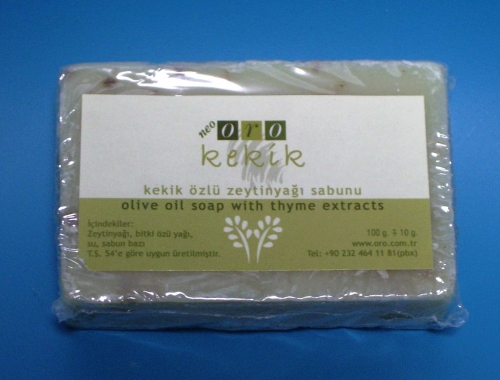 neo oro
kekik
kekik özlü zeytinyağı sabunu
olive oil soap with thyme extracts
İçindekiler:
Zeytinyağı, bitki özü yağı,
su, sabun bazı
T.S. 54'e göre uygun üretilmiştir.
100 g. ∓ 10 g.
www.oro.com.tr
Tel: +90 232 464 11 81(pbx)